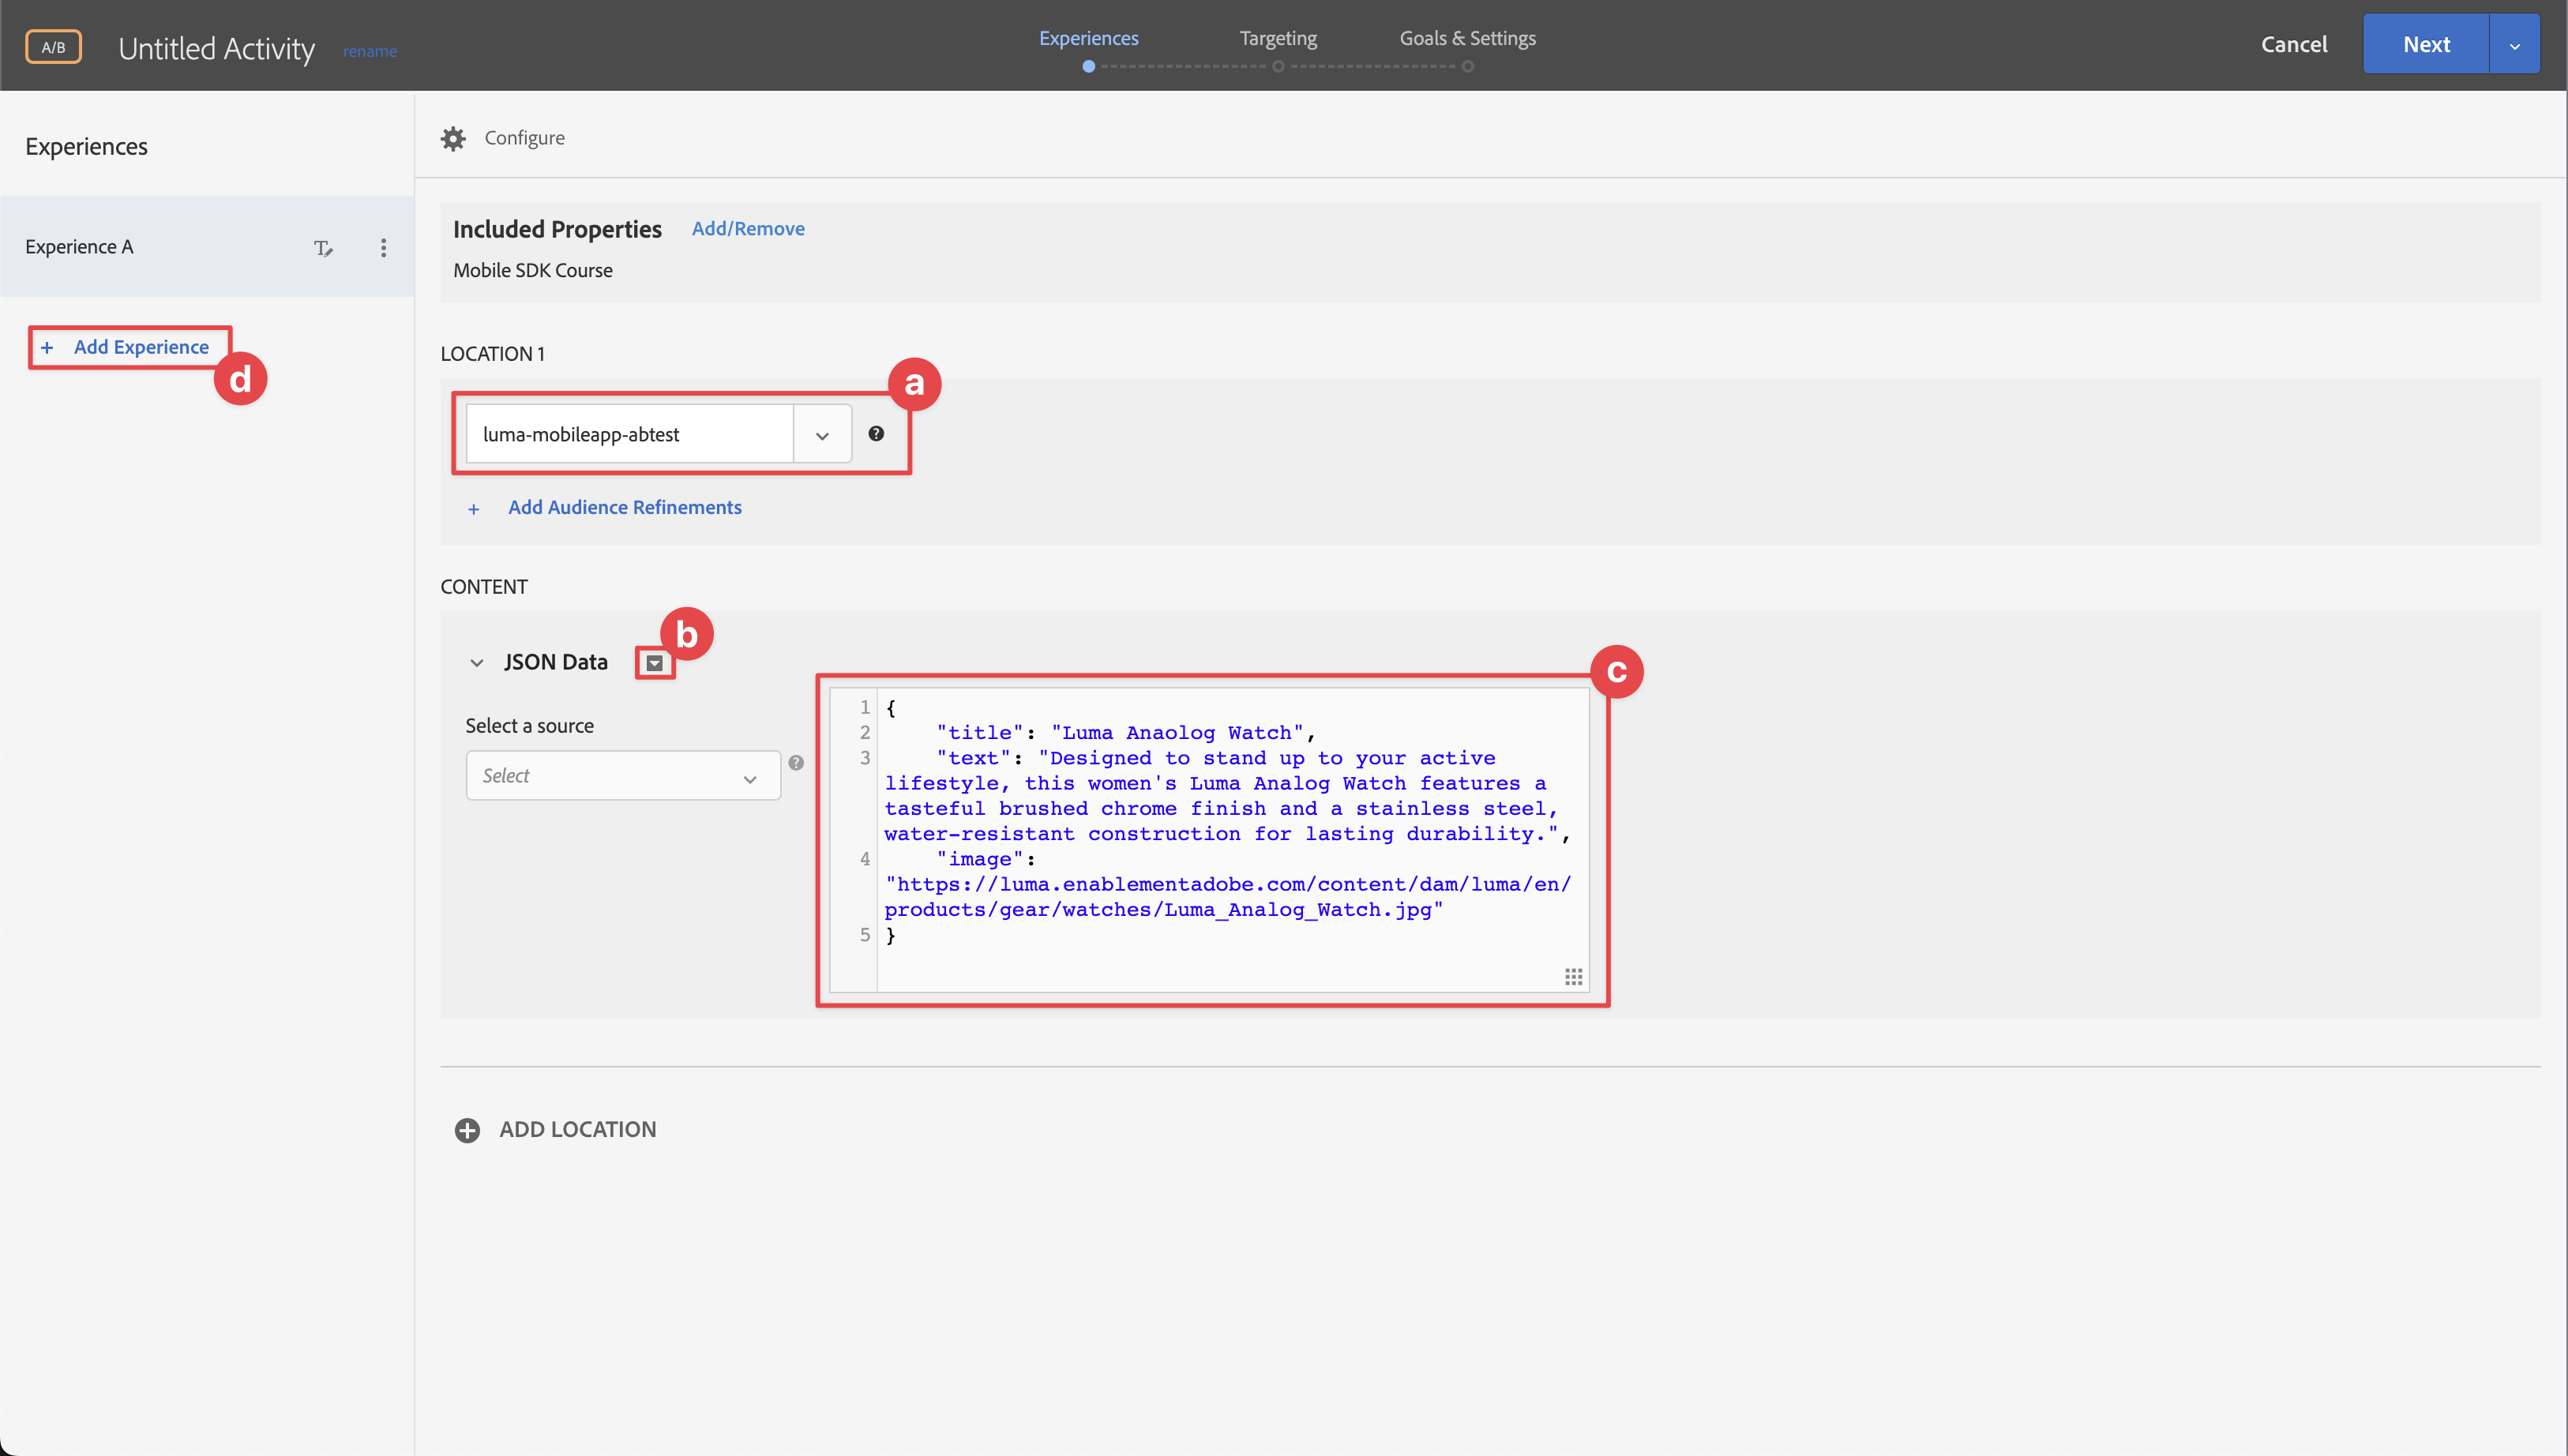 A/B Untitled Activity rename
Experiences Targeting Goals & Settings
Cancel Next
Experiences
Experience A
+ Add Experience
d
Configure
Included Properties Add/Remove
Mobile SDK Course
LOCATION 1
a
luma-mobileapp-abtest ?
+ Add Audience Refinements
CONTENT
b
JSON Data
Select a source
Select ?
c
1 {
2 "title": "Luma Anaolog Watch",
3 "text": "Designed to stand up to your active
lifestyle, this women's Luma Analog Watch features a
tasteful brushed chrome finish and a stainless steel,
water-resistant construction for lasting durability.",
4 "image":
"https://luma.enablementadobe.com/content/dam/luma/en/
products/gear/watches/Luma_Analog_Watch.jpg"
5 }
ADD LOCATION